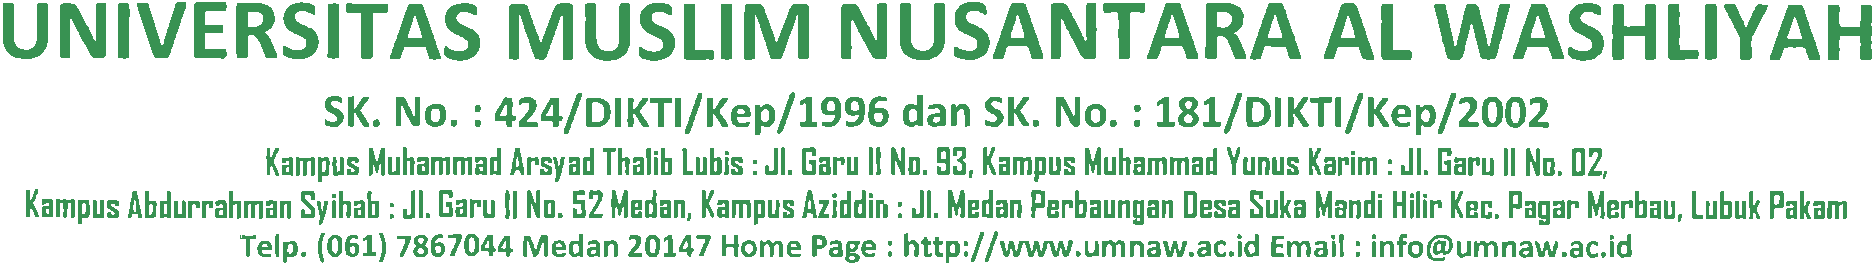 UNIVERSITAS MUSLIM NUSANTARA AL WASHLIYAH
SK. No. : 424/DIKTI/Kep/1996 dan SK. No. : 181/DIKTI/Kep/2002
Kampus Muhammad Arsyad Thalib Lubis : Jl. Garu II No. 93, Kampus Muhammad Yunus Karim : Jl. Garu II No. 02,
Kampus Abdurrahman Syihab : Jl. Garu II No. 52 Medan, Kampus Aziddin : Jl. Medan Perbaungan Desa Suka Mandi Hilir Kec. Pagar Merbau, Lubuk Pakam
Telp. (061) 7867044 Medan 20147 Home Page : http://www.umnaw.ac.id Email : info@umnaw.ac.id